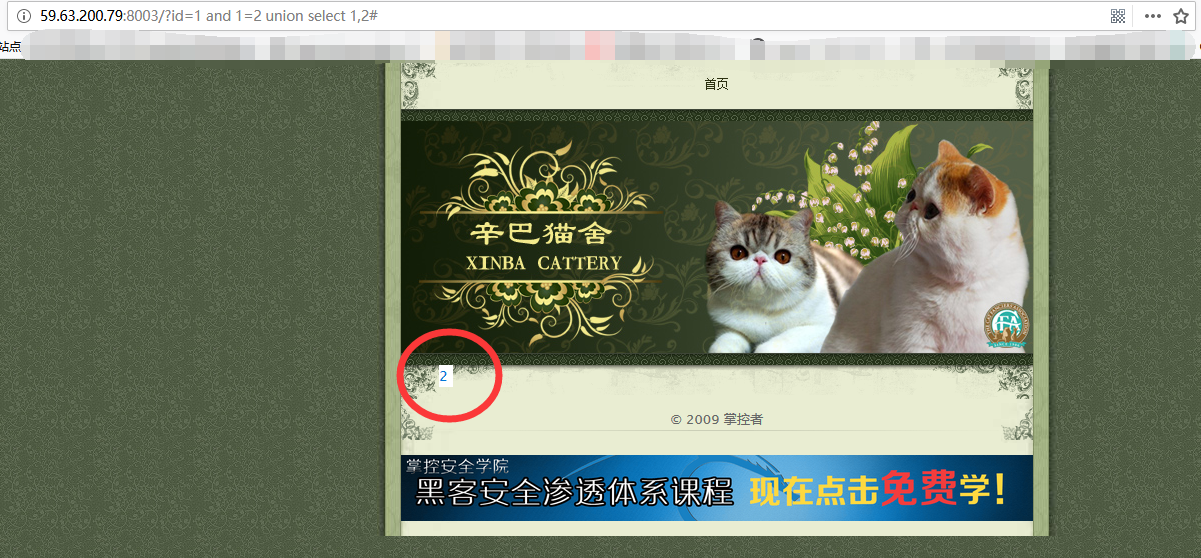 59.63.200.79:8003/?id=1 and 1=2 union select 1,2#
站点
首页
辛巴猫舍
XINBA CATTERY
CFA
2
© 2009 掌控者
掌控安全学院
黑客安全渗透体系课程 现在点击免费学!